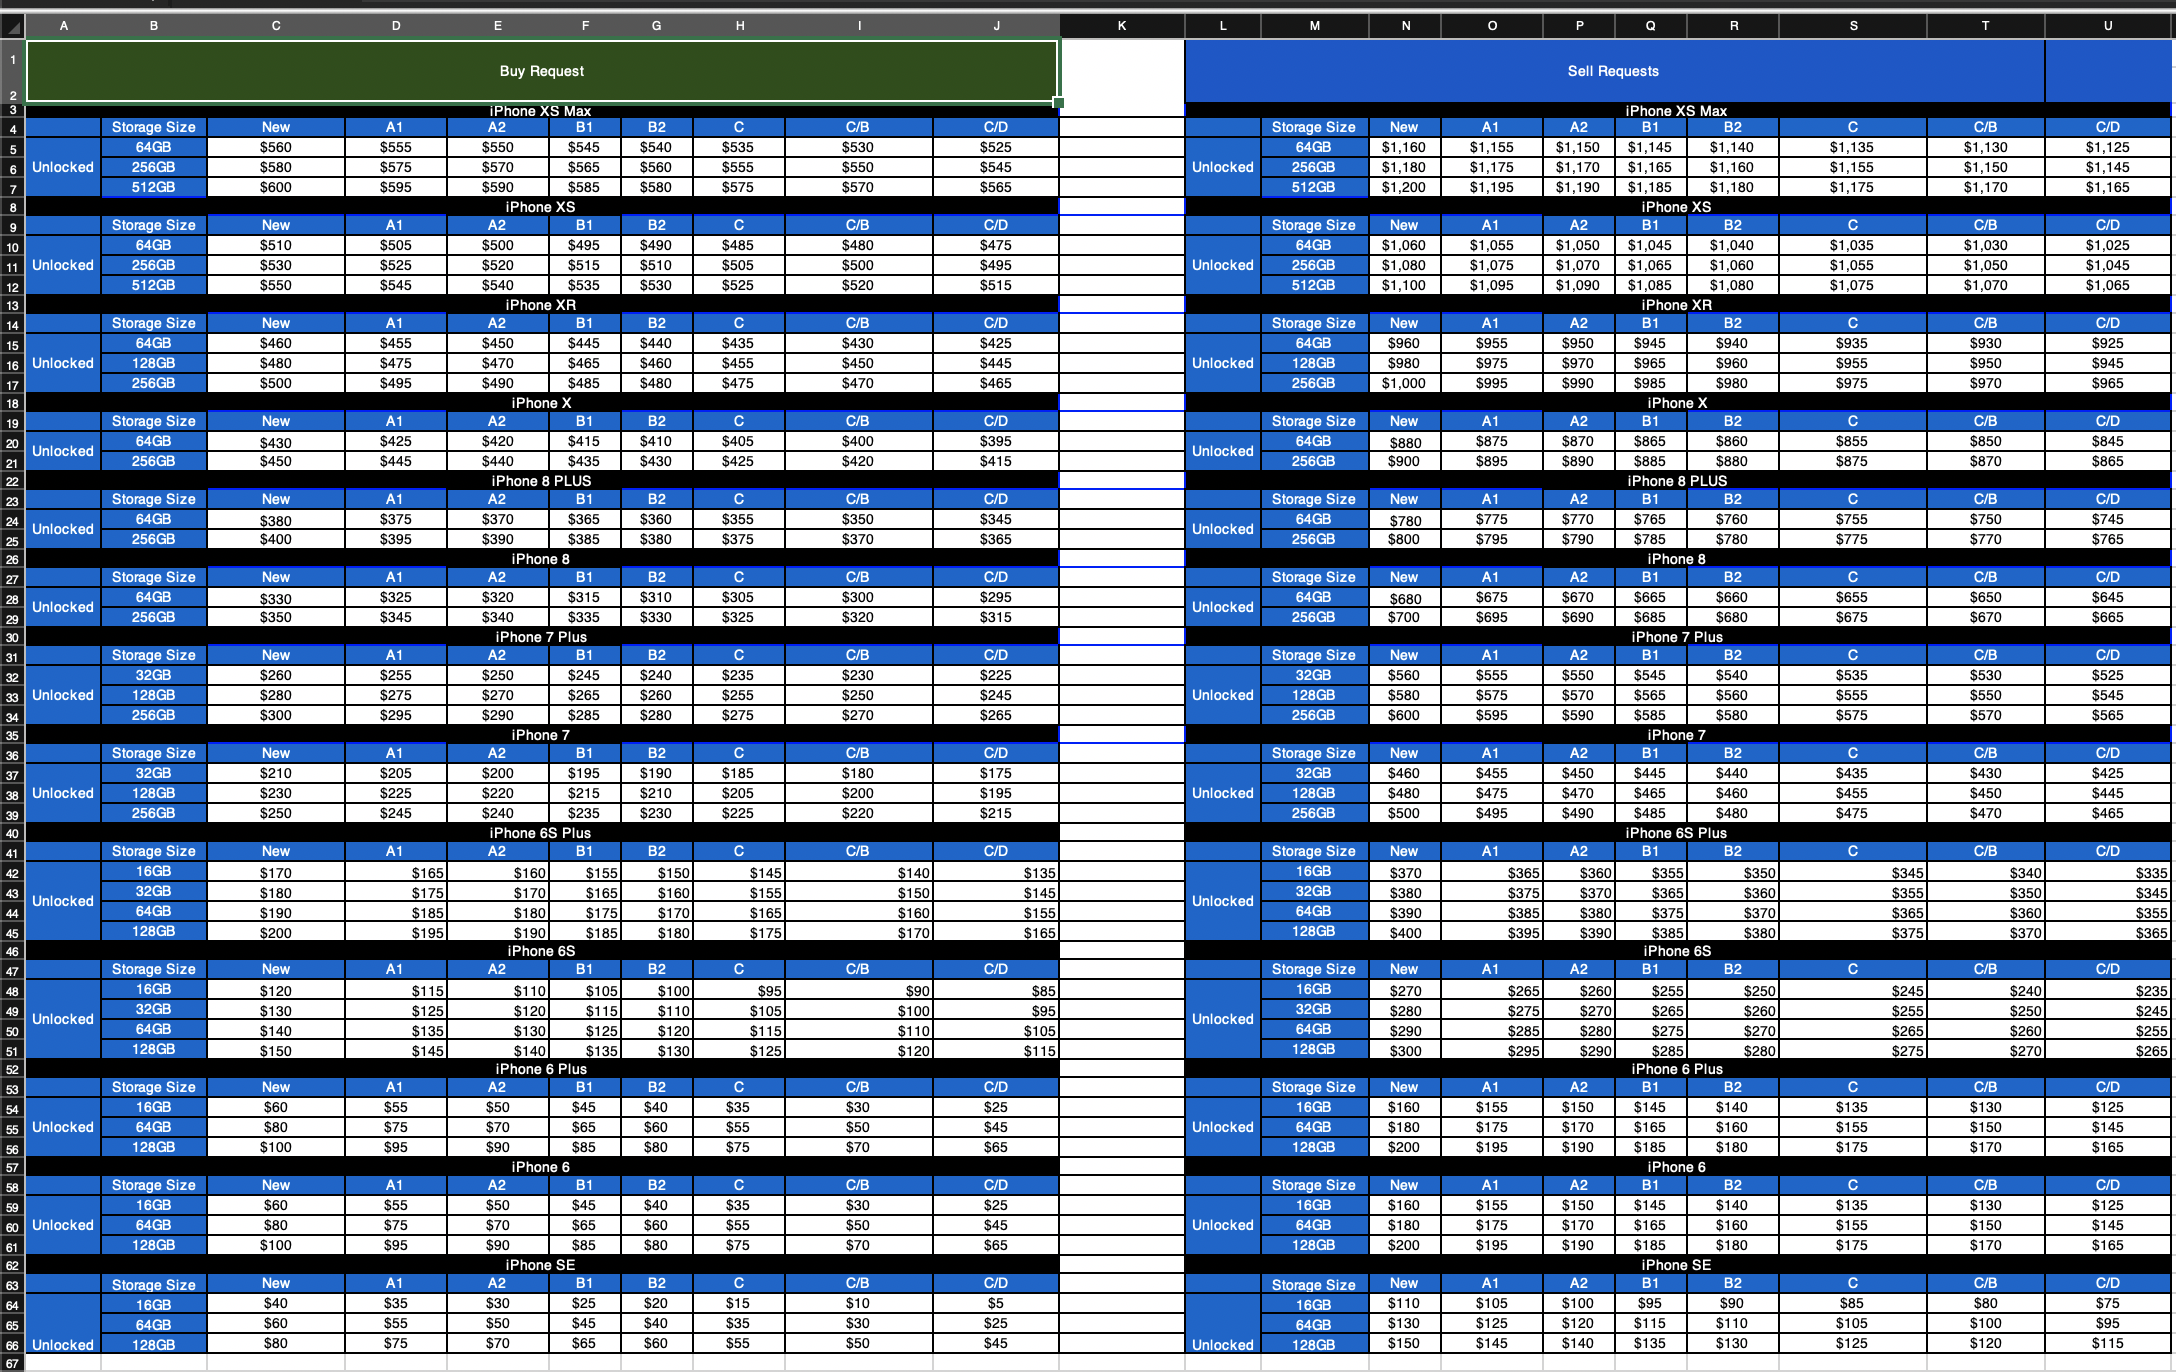 A B C D E F G H I J K L M N O P Q R S T U
1 Buy Request Sell Requests
2
3 iPhone XS Max iPhone XS Max
4 Storage Size New A1 A2 B1 B2 C C/B C/D Storage Size New A1 A2 B1 B2 C C/B C/D
5 64GB $560 $555 $550 $545 $540 $535 $530 $525 64GB $1,160 $1,155 $1,150 $1,145 $1,140 $1,135 $1,130 $1,125
6 Unlocked 256GB $580 $575 $570 $565 $560 $555 $550 $545 Unlocked 256GB $1,180 $1,175 $1,170 $1,165 $1,160 $1,155 $1,150 $1,145
7 512GB $600 $595 $590 $585 $580 $575 $570 $565 512GB $1,200 $1,195 $1,190 $1,185 $1,180 $1,175 $1,170 $1,165
8 iPhone XS iPhone XS
9 Storage Size New A1 A2 B1 B2 C C/B C/D Storage Size New A1 A2 B1 B2 C C/B C/D
10 64GB $510 $505 $500 $495 $490 $485 $480 $475 64GB $1,060 $1,055 $1,050 $1,045 $1,040 $1,035 $1,030 $1,025
11 Unlocked 256GB $530 $525 $520 $515 $510 $505 $500 $495 Unlocked 256GB $1,080 $1,075 $1,070 $1,065 $1,060 $1,055 $1,050 $1,045
12 512GB $550 $545 $540 $535 $530 $525 $520 $515 512GB $1,100 $1,095 $1,090 $1,085 $1,080 $1,075 $1,070 $1,065
13 iPhone XR iPhone XR
14 Storage Size New A1 A2 B1 B2 C C/B C/D Storage Size New A1 A2 B1 B2 C C/B C/D
15 64GB $460 $455 $450 $445 $440 $435 $430 $425 64GB $960 $955 $950 $945 $940 $935 $930 $925
16 Unlocked 128GB $480 $475 $470 $465 $460 $455 $450 $445 Unlocked 128GB $980 $975 $970 $965 $960 $955 $950 $945
17 256GB $500 $495 $490 $485 $480 $475 $470 $465 256GB $1,000 $995 $990 $985 $980 $975 $970 $965
18 iPhone X iPhone X
19 Storage Size New A1 A2 B1 B2 C C/B C/D Storage Size New A1 A2 B1 B2 C C/B C/D
20 Unlocked 64GB $430 $425 $420 $415 $410 $405 $400 $395 Unlocked 64GB $880 $875 $870 $865 $860 $855 $850 $845
21 256GB $450 $445 $440 $435 $430 $425 $420 $415 256GB $900 $895 $890 $885 $880 $875 $870 $865
22 iPhone 8 PLUS iPhone 8 PLUS
23 Storage Size New A1 A2 B1 B2 C C/B C/D Storage Size New A1 A2 B1 B2 C C/B C/D
24 Unlocked 64GB $380 $375 $370 $365 $360 $355 $350 $345 Unlocked 64GB $780 $775 $770 $765 $760 $755 $750 $745
25 256GB $400 $395 $390 $385 $380 $375 $370 $365 256GB $800 $795 $790 $785 $780 $775 $770 $765
26 iPhone 8 iPhone 8
27 Storage Size New A1 A2 B1 B2 C C/B C/D Storage Size New A1 A2 B1 B2 C C/B C/D
28 Unlocked 64GB $330 $325 $320 $315 $310 $305 $300 $295 Unlocked 64GB $680 $675 $670 $665 $660 $655 $650 $645
29 256GB $350 $345 $340 $335 $330 $325 $320 $315 256GB $700 $695 $690 $685 $680 $675 $670 $665
30 iPhone 7 Plus iPhone 7 Plus
31 Storage Size New A1 A2 B1 B2 C C/B C/D Storage Size New A1 A2 B1 B2 C C/B C/D
32 32GB $260 $255 $250 $245 $240 $235 $230 $225 32GB $560 $555 $550 $545 $540 $535 $530 $525
33 Unlocked 128GB $280 $275 $270 $265 $260 $255 $250 $245 Unlocked 128GB $580 $575 $570 $565 $560 $555 $550 $545
34 256GB $300 $295 $290 $285 $280 $275 $270 $265 256GB $600 $595 $590 $585 $580 $575 $570 $565
35 iPhone 7 iPhone 7
36 Storage Size New A1 A2 B1 B2 C C/B C/D Storage Size New A1 A2 B1 B2 C C/B C/D
37 32GB $210 $205 $200 $195 $190 $185 $180 $175 32GB $460 $455 $450 $445 $440 $435 $430 $425
38 Unlocked 128GB $230 $225 $220 $215 $210 $205 $200 $195 Unlocked 128GB $480 $475 $470 $465 $460 $455 $450 $445
39 256GB $250 $245 $240 $235 $230 $225 $220 $215 256GB $500 $495 $490 $485 $480 $475 $470 $465
40 iPhone 6S Plus iPhone 6S Plus
41 Storage Size New A1 A2 B1 B2 C C/B C/D Storage Size New A1 A2 B1 B2 C C/B C/D
42 16GB $170 $165 $160 $155 $150 $145 $140 $135 16GB $370 $365 $360 $355 $350 $345 $340 $335
43 Unlocked 32GB $180 $175 $170 $165 $160 $155 $150 $145 Unlocked 32GB $380 $375 $370 $365 $360 $355 $350 $345
44 64GB $190 $185 $180 $175 $170 $165 $160 $155 64GB $390 $385 $380 $375 $370 $365 $360 $355
45 128GB $200 $195 $190 $185 $180 $175 $170 $165 128GB $400 $395 $390 $385 $380 $375 $370 $365
46 iPhone 6S iPhone 6S
47 Storage Size New A1 A2 B1 B2 C C/B C/D Storage Size New A1 A2 B1 B2 C C/B C/D
48 16GB $120 $115 $110 $105 $100 $95 $90 $85 16GB $270 $265 $260 $255 $250 $245 $240 $235
49 Unlocked 32GB $130 $125 $120 $115 $110 $105 $100 $95 Unlocked 32GB $280 $275 $270 $265 $260 $255 $250 $245
50 64GB $140 $135 $130 $125 $120 $115 $110 $105 64GB $290 $285 $280 $275 $270 $265 $260 $255
51 128GB $150 $145 $140 $135 $130 $125 $120 $115 128GB $300 $295 $290 $285 $280 $275 $270 $265
52 iPhone 6 Plus iPhone 6 Plus
53 Storage Size New A1 A2 B1 B2 C C/B C/D Storage Size New A1 A2 B1 B2 C C/B C/D
54 16GB $60 $55 $50 $45 $40 $35 $30 $25 16GB $160 $155 $150 $145 $140 $135 $130 $125
55 Unlocked 64GB $80 $75 $70 $65 $60 $55 $50 $45 Unlocked 64GB $180 $175 $170 $165 $160 $155 $150 $145
56 128GB $100 $95 $90 $85 $80 $75 $70 $65 128GB $200 $195 $190 $185 $180 $175 $170 $165
57 iPhone 6 iPhone 6
58 Storage Size New A1 A2 B1 B2 C C/B C/D Storage Size New A1 A2 B1 B2 C C/B C/D
59 16GB $60 $55 $50 $45 $40 $35 $30 $25 16GB $160 $155 $150 $145 $140 $135 $130 $125
60 Unlocked 64GB $80 $75 $70 $65 $60 $55 $50 $45 Unlocked 64GB $180 $175 $170 $165 $160 $155 $150 $145
61 128GB $100 $95 $90 $85 $80 $75 $70 $65 128GB $200 $195 $190 $185 $180 $175 $170 $165
62 iPhone SE iPhone SE
63 Storage Size New A1 A2 B1 B2 C C/B C/D Storage Size New A1 A2 B1 B2 C C/B C/D
64 16GB $40 $35 $30 $25 $20 $15 $10 $5 16GB $110 $105 $100 $95 $90 $85 $80 $75
65 64GB $60 $55 $50 $45 $40 $35 $30 $25 64GB $130 $125 $120 $115 $110 $105 $100 $95
66 Unlocked 128GB $80 $75 $70 $65 $60 $55 $50 $45 Unlocked 128GB $150 $145 $140 $135 $130 $125 $120 $115
67